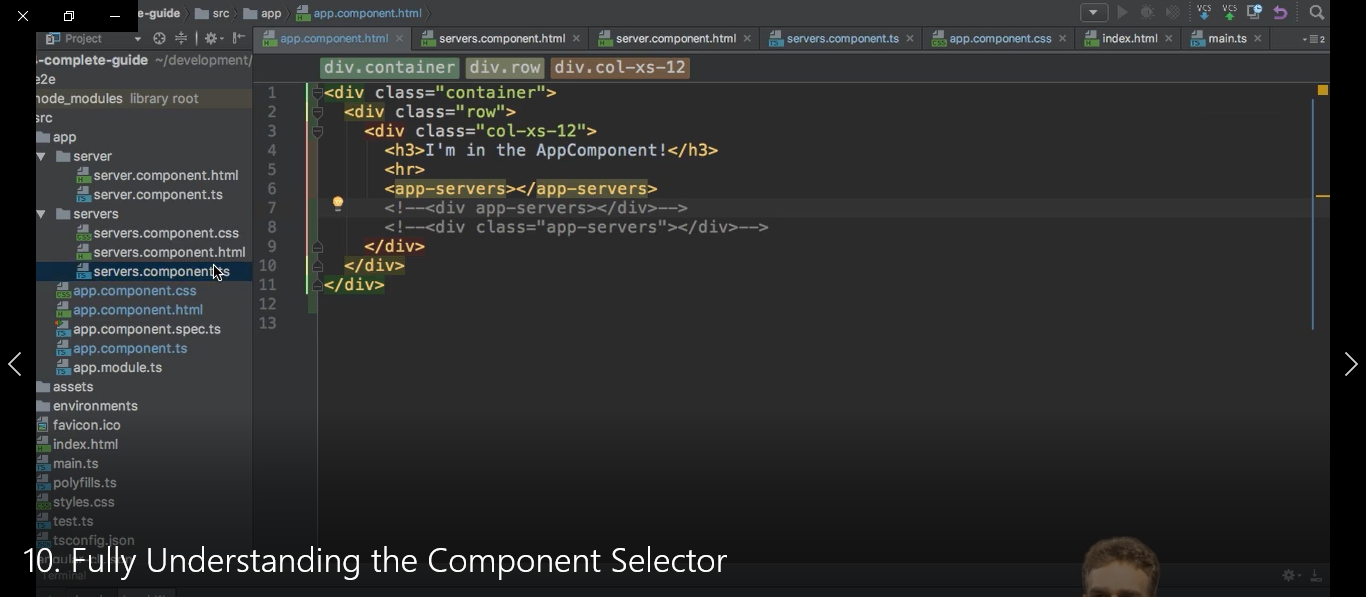 e-guide src app app.component.html
Project
app.component.html servers.component.html server.component.html servers.component.ts app.component.css index.html main.ts
-complete-guide ~/development/
div.container div.row div.col-xs-12
e2e
node_modules library root
src
app
server
server.component.html
server.component.ts
servers
servers.component.css
servers.component.html
servers.component.ts
app.component.css
app.component.html
app.component.spec.ts
app.component.ts
app.module.ts
assets
environments
favicon.ico
index.html
main.ts
polyfills.ts
styles.css
test.ts
tsconfig.json
1 <div class="container">
2 <div class="row">
3 <div class="col-xs-12">
4 <h3>I'm in the AppComponent!</h3>
5 <hr>
6 <app-servers></app-servers>
7 <!--<div app-servers></div>-->
8 <!--<div class="app-servers"></div>-->
9 </div>
10 </div>
11 </div>
12
13
10. Fully Understanding the Component Selector
Terminal